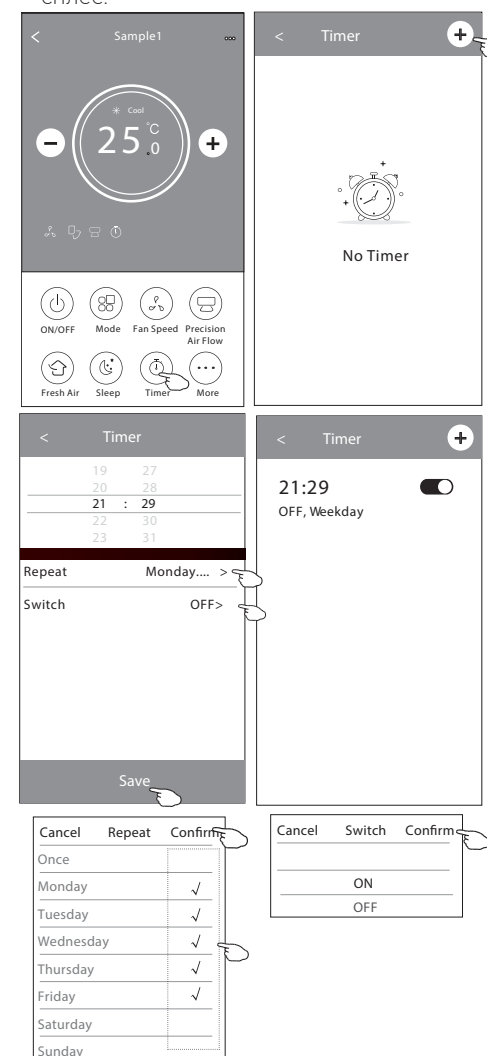 < Sample1 ...
Cool
− 25.0 °C +
ON/OFF Mode Fan Speed Precision
Air Flow
Fresh Air Sleep Timer More
< Timer +
No Timer
< Timer
19 27
20 28
21 : 29
22 30
23 31
Repeat Monday.... >
Switch OFF>
Save
< Timer +
21:29
OFF, Weekday
Cancel Repeat Confirm
Once
Monday √
Tuesday √
Wednesday √
Thursday √
Friday √
Saturday
Sunday
Cancel Switch Confirm
ON
OFF